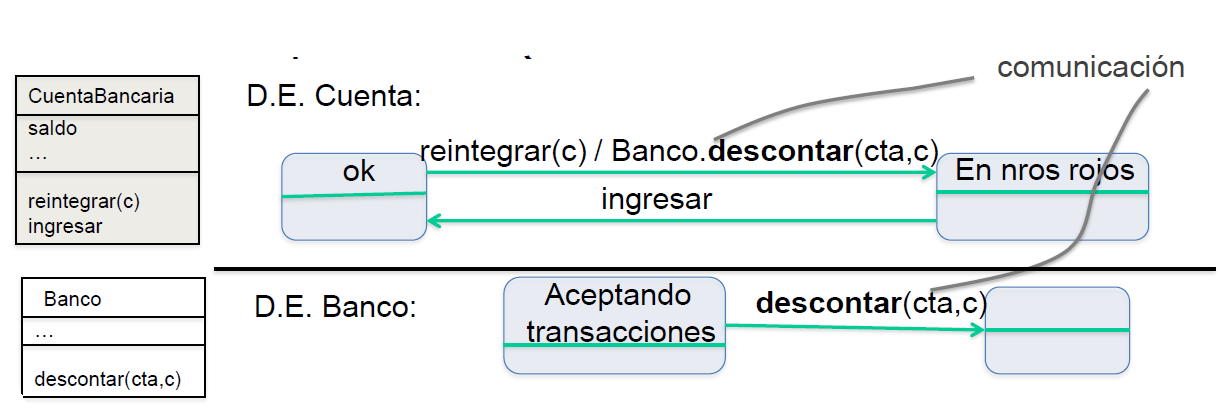 comunicación
CuentaBancaria
saldo
...
reintegrar(c)
ingresar
D.E. Cuenta:
ok
reintegrar(c) / Banco.descontar(cta,c)
En nros rojos
ingresar
Banco
...
descontar(cta,c)
D.E. Banco:
Aceptando
transacciones
descontar(cta,c)